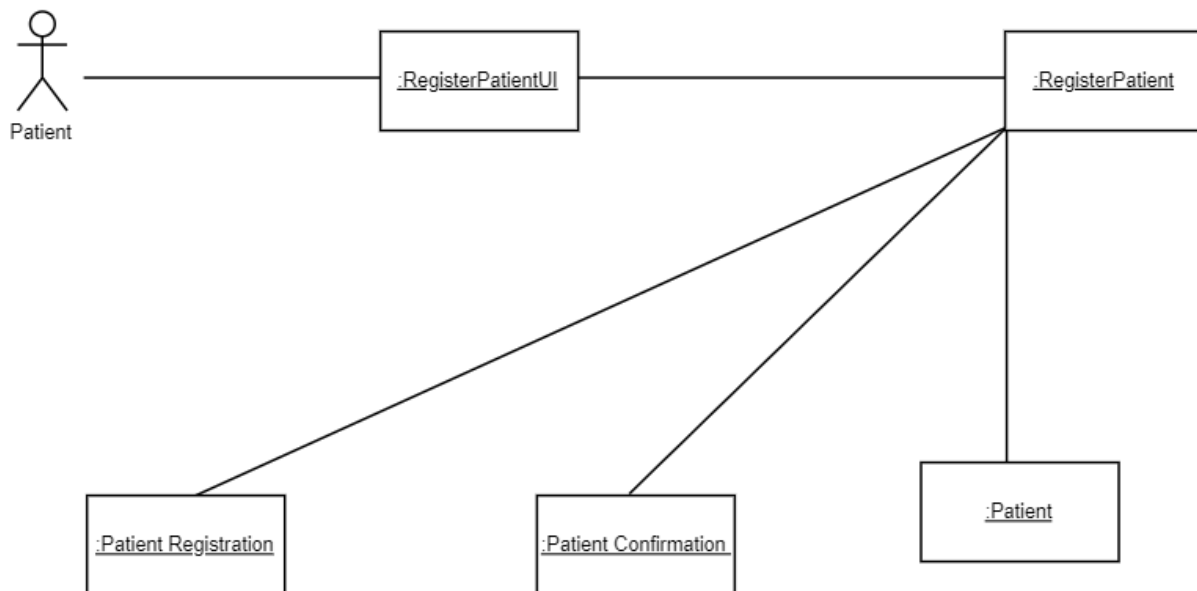 :RegisterPatientUI
:RegisterPatient
Patient
:Patient
:Patient Registration
:Patient Confirmation